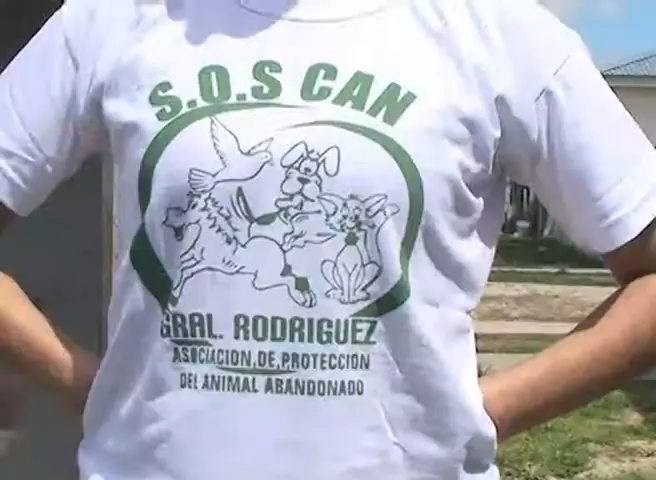 S.O.S CAN
GRAL. RODRIGUEZ
ASOCIACION DE PROTECCION
DEL ANIMAL ABANDONADO